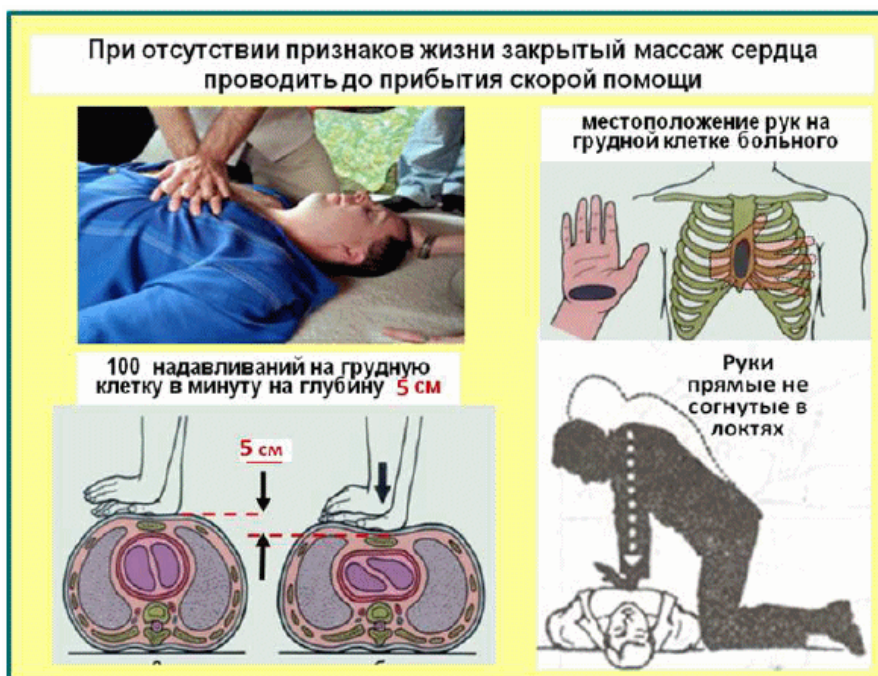 При отсутствии признаков жизни закрытый массаж сердца
проводить до прибытия скорой помощи
местоположение рук на
грудной клетке больного
100 надавливаний на грудную
клетку в минуту на глубину 5 см
5 см
Руки
прямые не
согнутые в
локтях